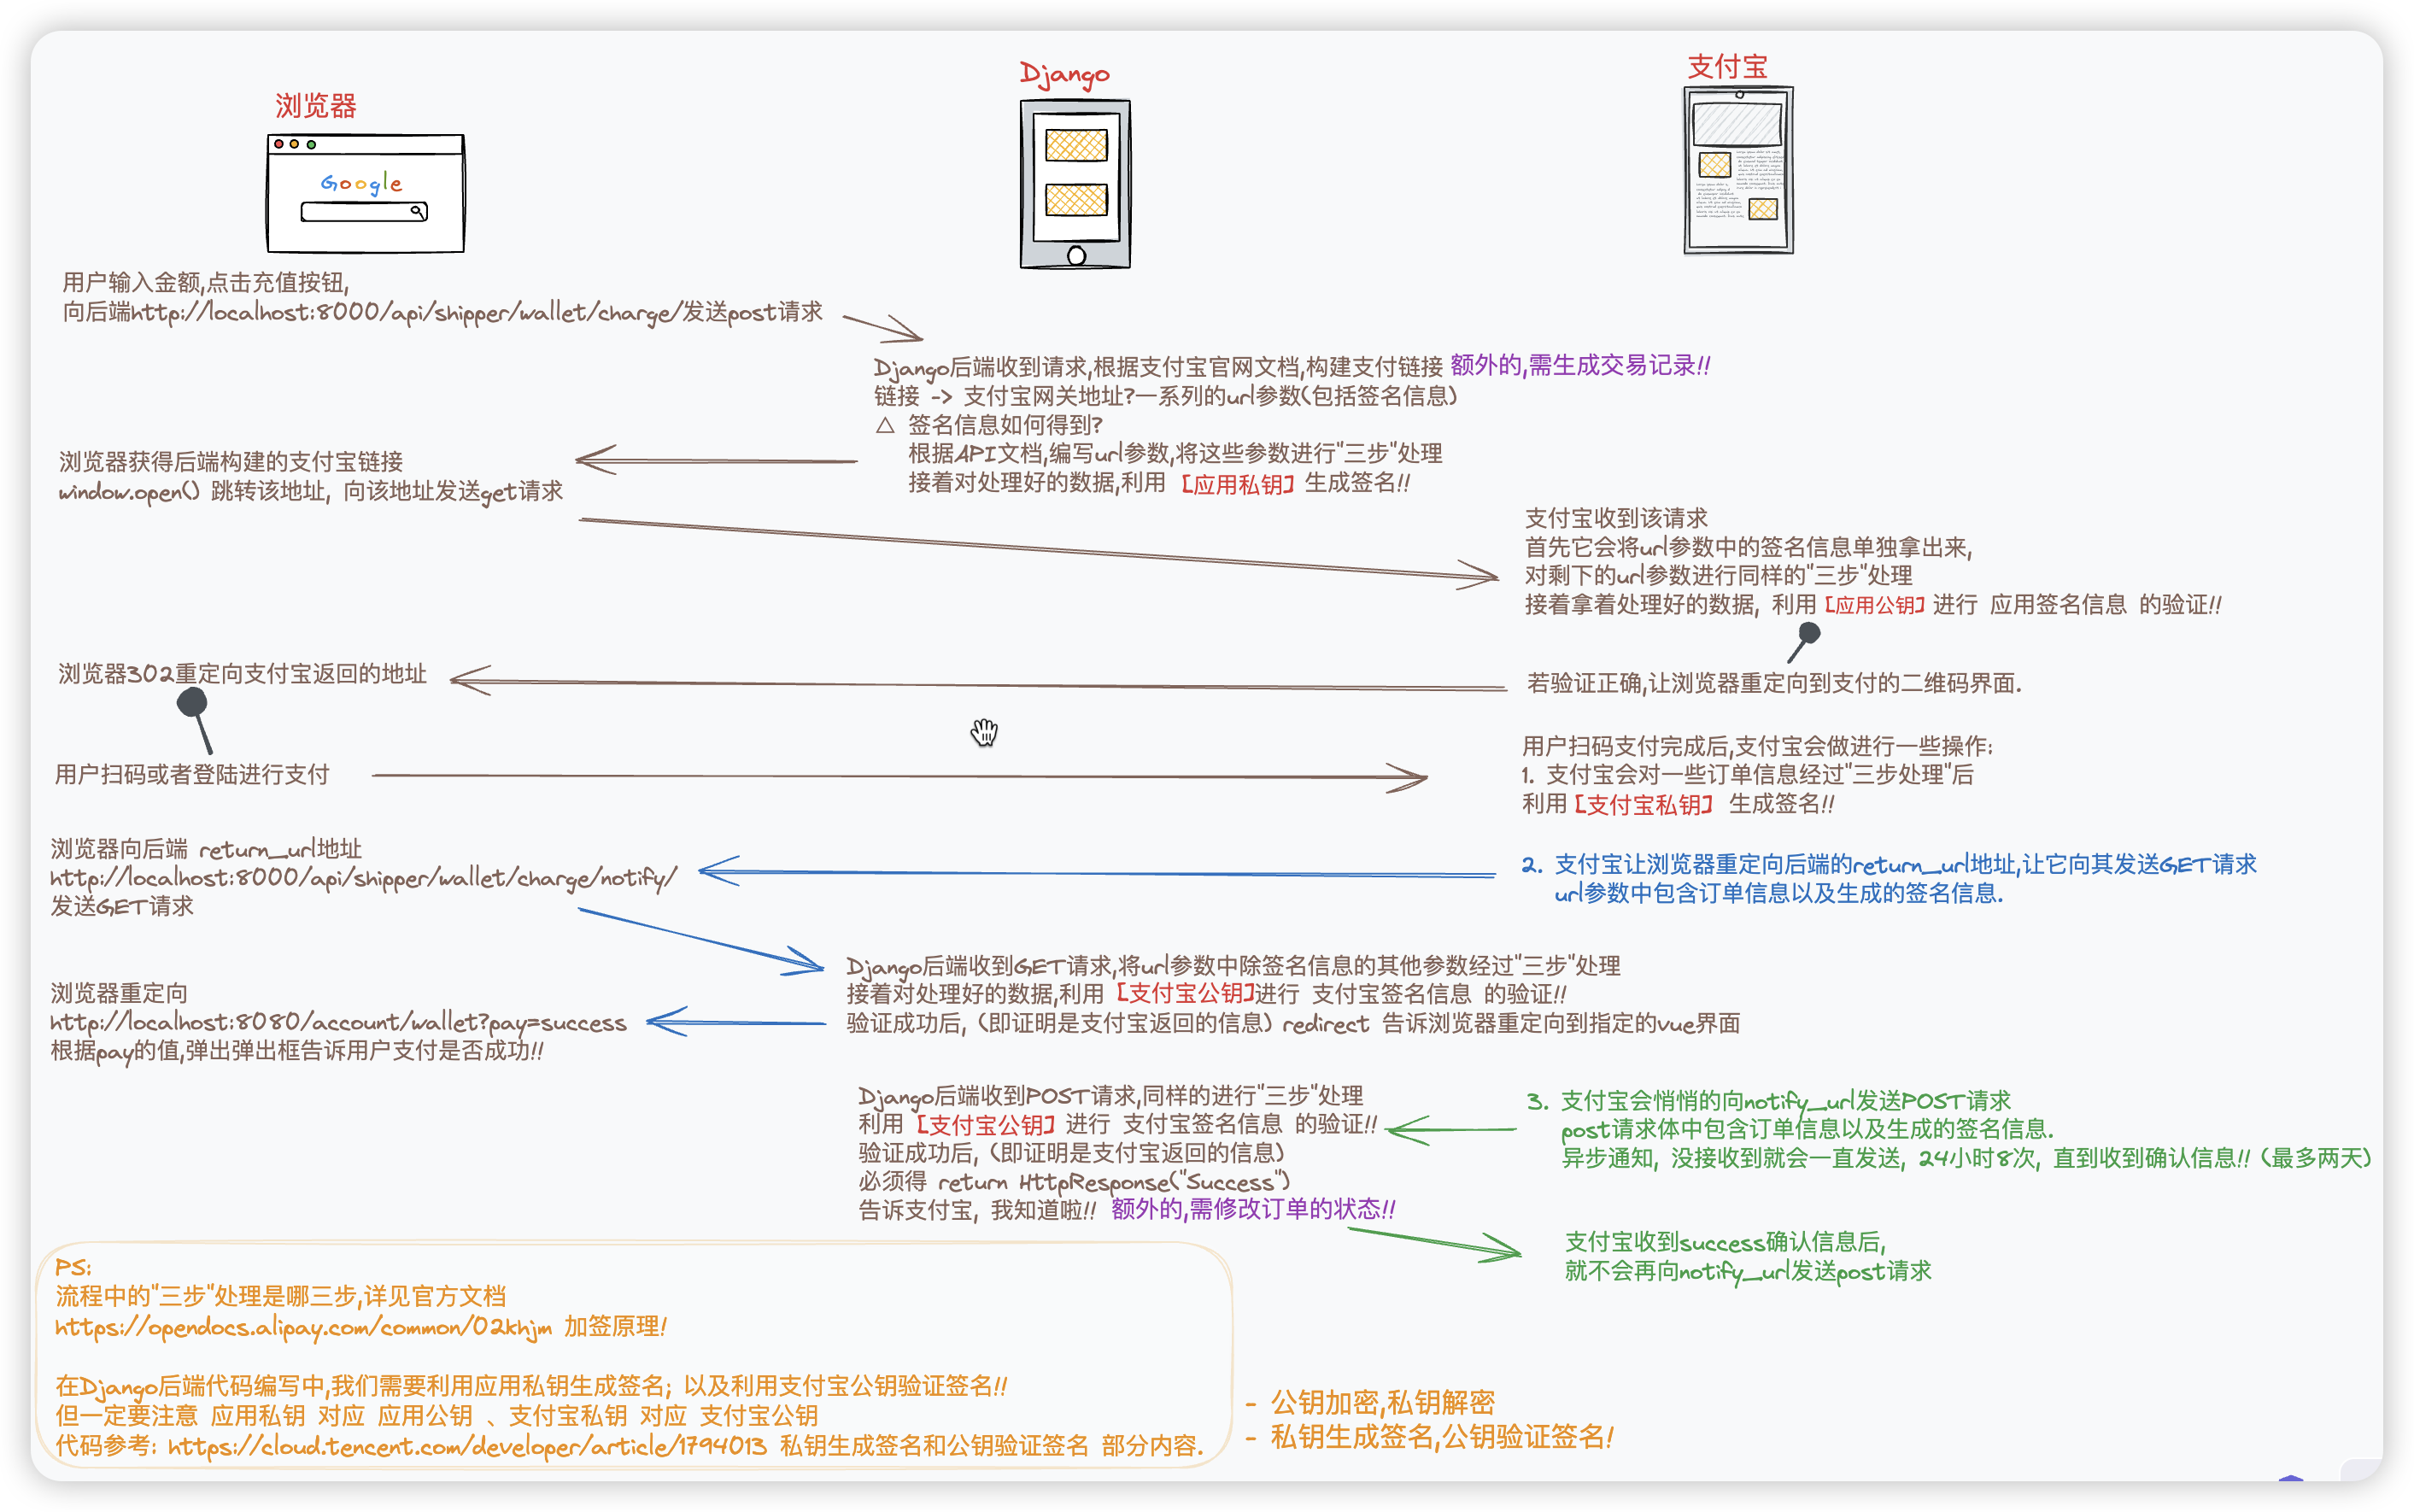 浏览器
Django
支付宝
Google
用户输入金额,点击充值按钮,
向后端http://localhost:8000/api/shipper/wallet/charge/发送post请求
Django后端收到请求,根据支付宝官网文档,构建支付链接 额外的,需生成交易记录!!
链接 -> 支付宝网关地址?一系列的url参数(包括签名信息)
△ 签名信息如何得到?
根据API文档,编写url参数,将这些参数进行"三步"处理
接着对处理好的数据,利用【应用私钥】生成签名!!
浏览器获得后端构建的支付宝链接
window.open() 跳转该地址, 向该地址发送get请求
支付宝收到该请求
首先它会将url参数中的签名信息单独拿出来,
对剩下的url参数进行同样的"三步"处理
接着拿着处理好的数据, 利用【应用公钥】进行 应用签名信息 的验证!!
浏览器302重定向支付宝返回的地址
若验证正确,让浏览器重定向到支付的二维码界面.
用户扫码或者登陆进行支付
用户扫码支付完成后,支付宝会做进行一些操作:
1. 支付宝会对一些订单信息经过"三步处理"后
利用【支付宝私钥】 生成签名!!
浏览器向后端 return_url地址
http://localhost:8000/api/shipper/wallet/charge/notify/
发送GET请求
2. 支付宝让浏览器重定向后端的return_url地址,让它向其发送GET请求
url参数中包含订单信息以及生成的签名信息.
Django后端收到GET请求,将url参数中除签名信息的其他参数经过"三步"处理
接着对处理好的数据,利用【支付宝公钥】进行 支付宝签名信息 的验证!!
验证成功后, (即证明是支付宝返回的信息) redirect 告诉浏览器重定向到指定的vue界面
浏览器重定向
http://localhost:8080/account/wallet?pay=success
根据pay的值,弹出弹出框告诉用户支付是否成功!!
Django后端收到POST请求,同样的进行"三步"处理
利用【支付宝公钥】进行 支付宝签名信息 的验证!!
验证成功后, (即证明是支付宝返回的信息)
必须得 return HttpResponse("Success")
告诉支付宝, 我知道啦!! 额外的,需修改订单的状态!!
3. 支付宝会悄悄的向notify_url发送POST请求
post请求体中包含订单信息以及生成的签名信息.
异步通知, 没接收到就会一直发送, 24小时8次, 直到收到确认信息!! (最多两天)
支付宝收到success确认信息后,
就不会再向notify_url发送post请求
PS:
流程中的"三步"处理是哪三步,详见官方文档
https://opendocs.alipay.com/common/02khjm 加签原理!
在Django后端代码编写中,我们需要利用应用私钥生成签名; 以及利用支付宝公钥验证签名!!
但一定要注意 应用私钥 对应 应用公钥 、支付宝私钥 对应 支付宝公钥
代码参考: https://cloud.tencent.com/developer/article/1794013 私钥生成签名和公钥验证签名 部分内容.
- 公钥加密,私钥解密
- 私钥生成签名,公钥验证签名!